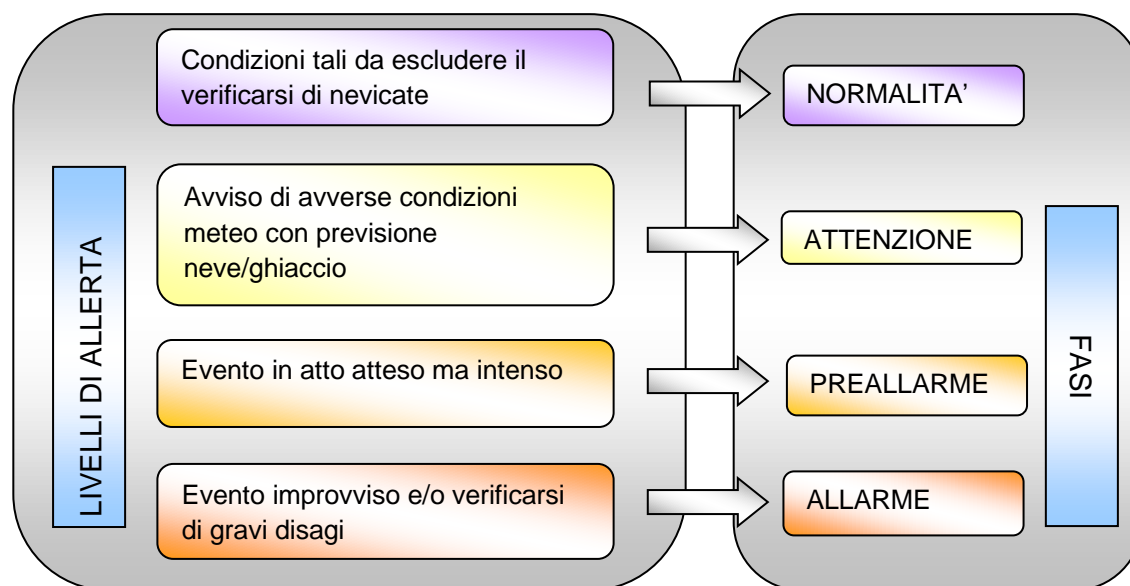 Condizioni tali da escludere il
verificarsi di nevicate
NORMALITA’
LIVELLI DI ALLERTA
Avviso di avverse condizioni
meteo con previsione
neve/ghiaccio
ATTENZIONE
FASI
Evento in atto atteso ma intenso
PREALLARME
Evento improvviso e/o verificarsi
di gravi disagi
ALLARME